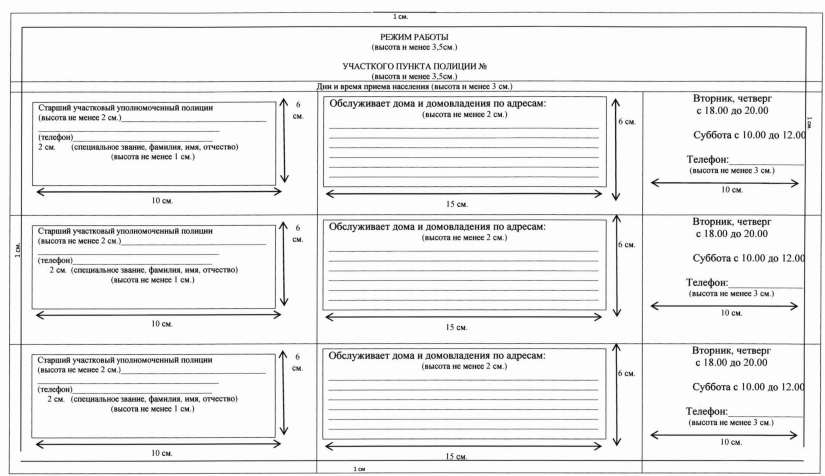 1 см.
РЕЖИМ РАБОТЫ
(высота н менее 3,5см.)
УЧАСТКОГО ПУНКТА ПОЛИЦИИ №
(высота н менее 3,5см.)
Дни и время приема населения (высота н менее 3 см.)
Старший участковый уполномоченный полиции
(высота не менее 2 см.)
(телефон)
2 см. (специальное звание, фамилия, имя, отчество)
(высота не менее 1 см.)
6
см.
10 см.
Обслуживает дома и домовладения по адресам:
(высота не менее 2 см.)
6 см.
15 см.
Вторник, четверг
с 18.00 до 20.00
Суббота с 10.00 до 12.00
Телефон:
(высота не менее 3 см.)
10 см.
1 см.
1 см.
Старший участковый уполномоченный полиции
(высота не менее 2 см.)
(телефон)
2 см. (специальное звание, фамилия, имя, отчество)
(высота не менее 1 см.)
6
см.
10 см.
Обслуживает дома и домовладения по адресам:
(высота не менее 2 см.)
6 см.
15 см.
Вторник, четверг
с 18.00 до 20.00
Суббота с 10.00 до 12.00
Телефон:
(высота не менее 3 см.)
10 см.
Старший участковый уполномоченный полиции
(высота не менее 2 см.)
(телефон)
2 см. (специальное звание, фамилия, имя, отчество)
(высота не менее 1 см.)
6
см.
10 см.
Обслуживает дома и домовладения по адресам:
(высота не менее 2 см.)
6 см.
15 см.
Вторник, четверг
с 18.00 до 20.00
Суббота с 10.00 до 12.00
Телефон:
(высота не менее 3 см.)
10 см.
1 см